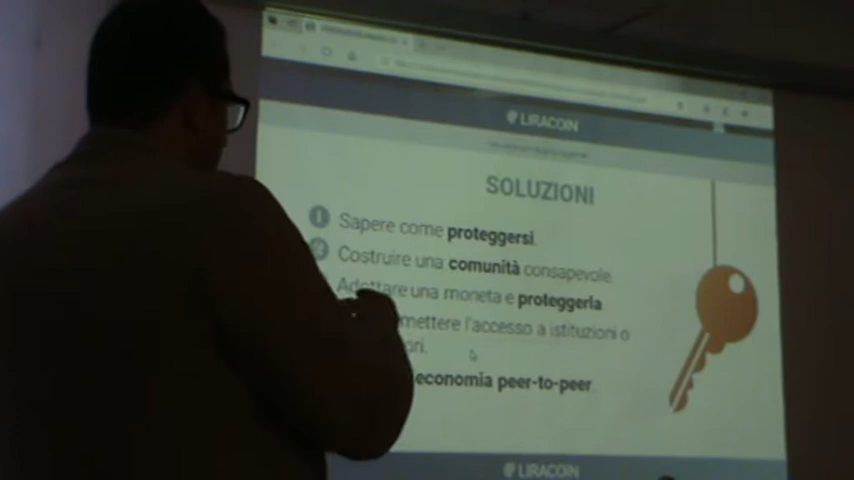 LIRACOIN
SOLUZIONI
Sapere come proteggersi.
Costruire una comunità consapevole.
Adottare una moneta e proteggerla
mettere l'accesso a istituzioni o
ori.
economia peer-to-peer.
LIRACOIN